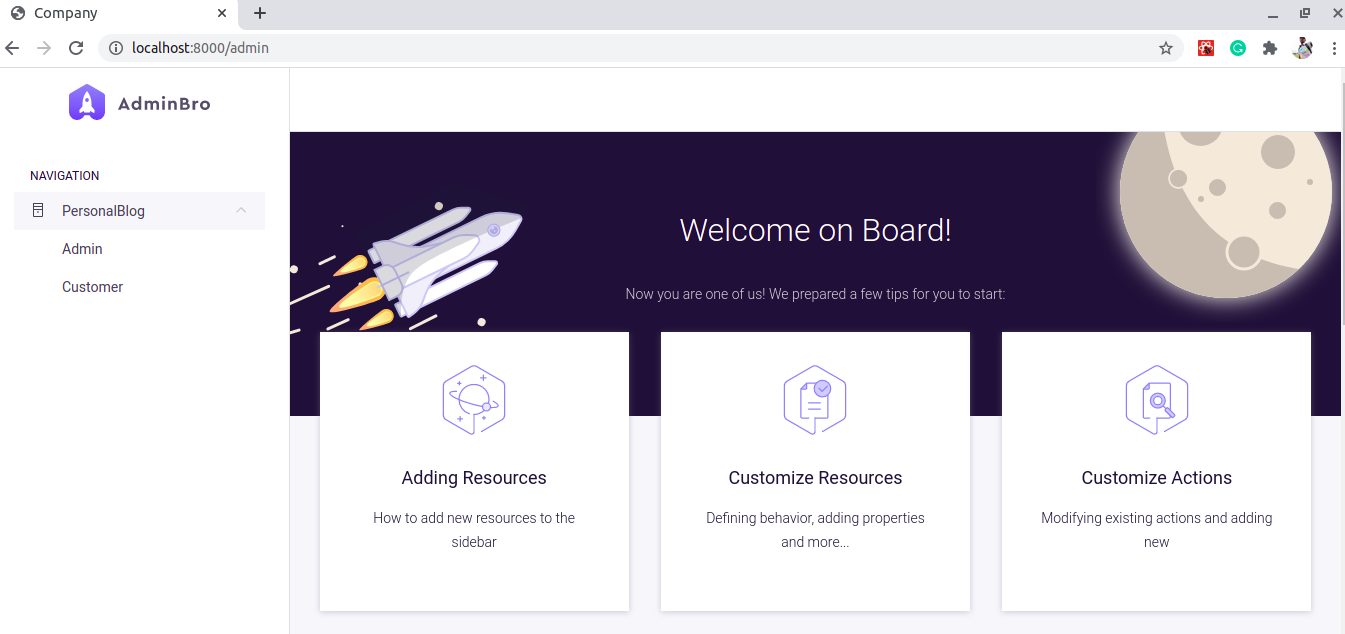 Company
localhost:8000/admin
AdminBro
NAVIGATION
PersonalBlog
Admin
Customer
Welcome on Board!
Now you are one of us! We prepared a few tips for you to start:
Adding Resources
How to add new resources to the
sidebar
Customize Resources
Defining behavior, adding properties
and more...
Customize Actions
Modifying existing actions and adding
new